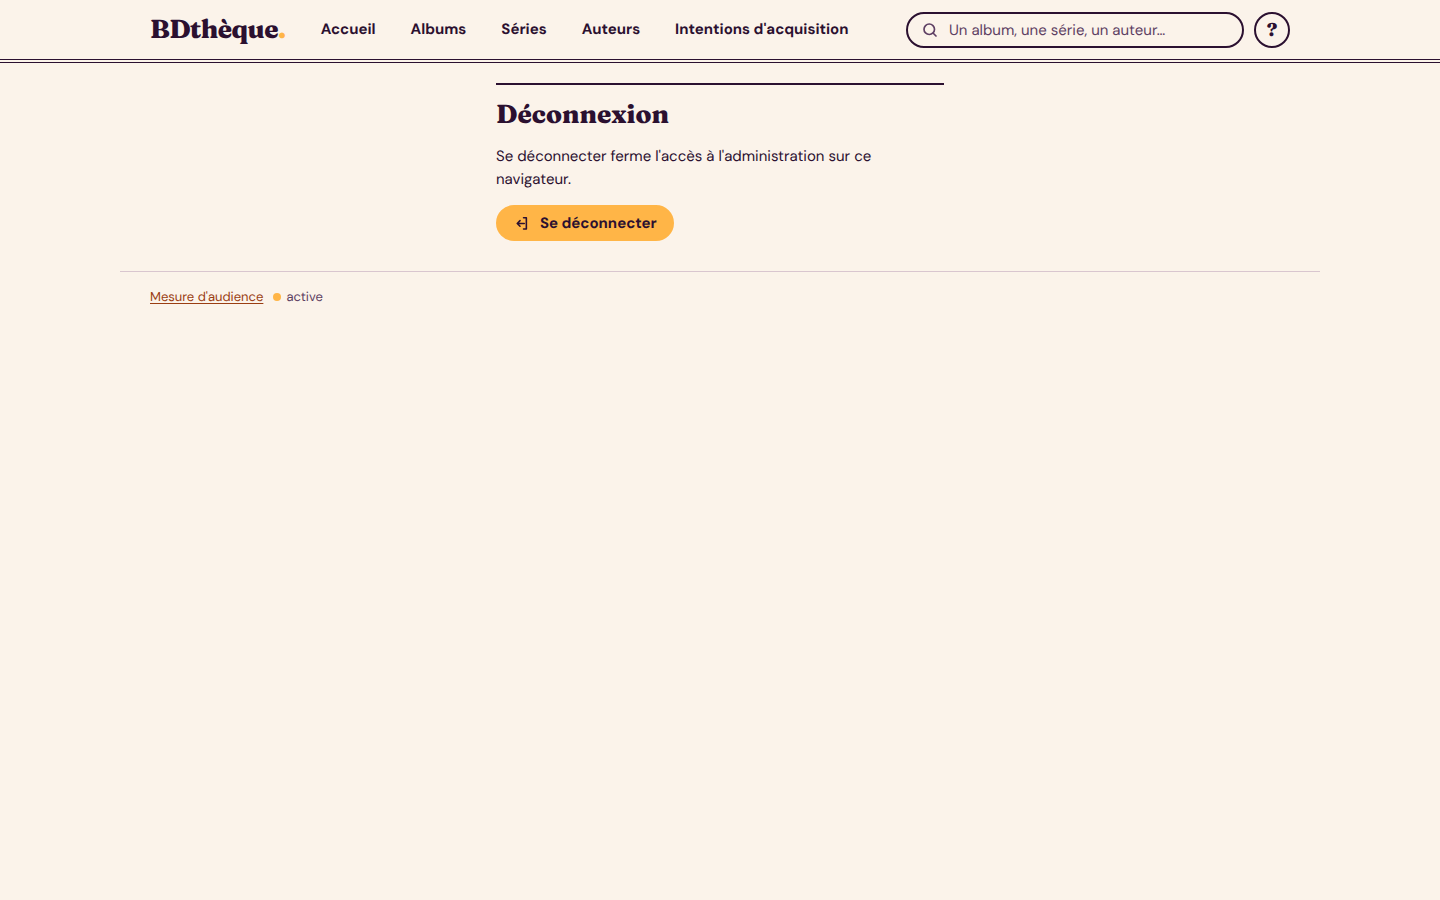 BDthèque.
Accueil
Albums
Séries
Auteurs
Intentions d'acquisition
Un album, une série, un auteur...
?
Déconnexion
Se déconnecter ferme l'accès à l'administration sur ce
navigateur.
Se déconnecter
Mesure d'audience
active